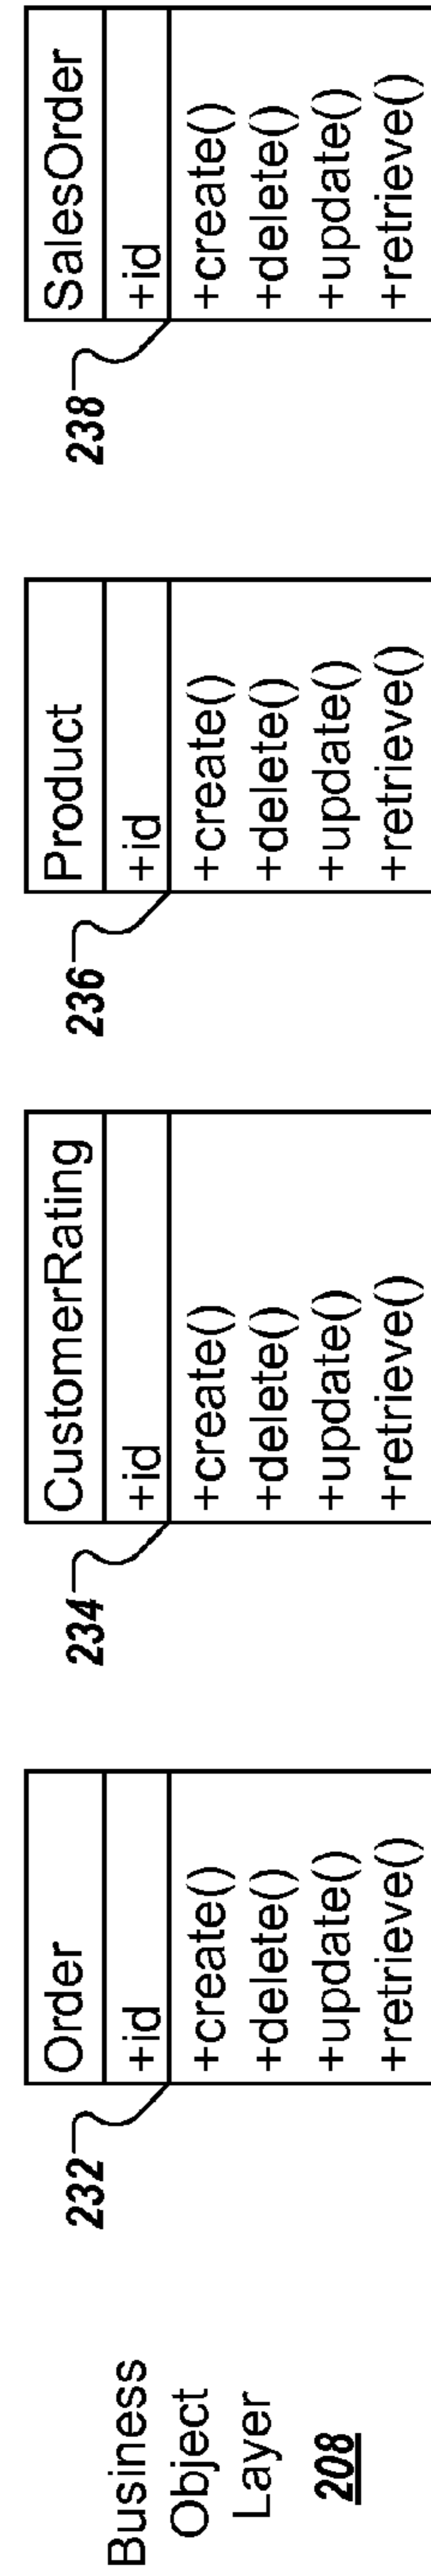 Business
Object
Layer
208
232
Order
+id
+create()
+delete()
+update()
+retrieve()
234
CustomerRating
+id
+create()
+delete()
+update()
+retrieve()
236
Product
+id
+create()
+delete()
+update()
+retrieve()
238
SalesOrder
+id
+create()
+delete()
+update()
+retrieve()